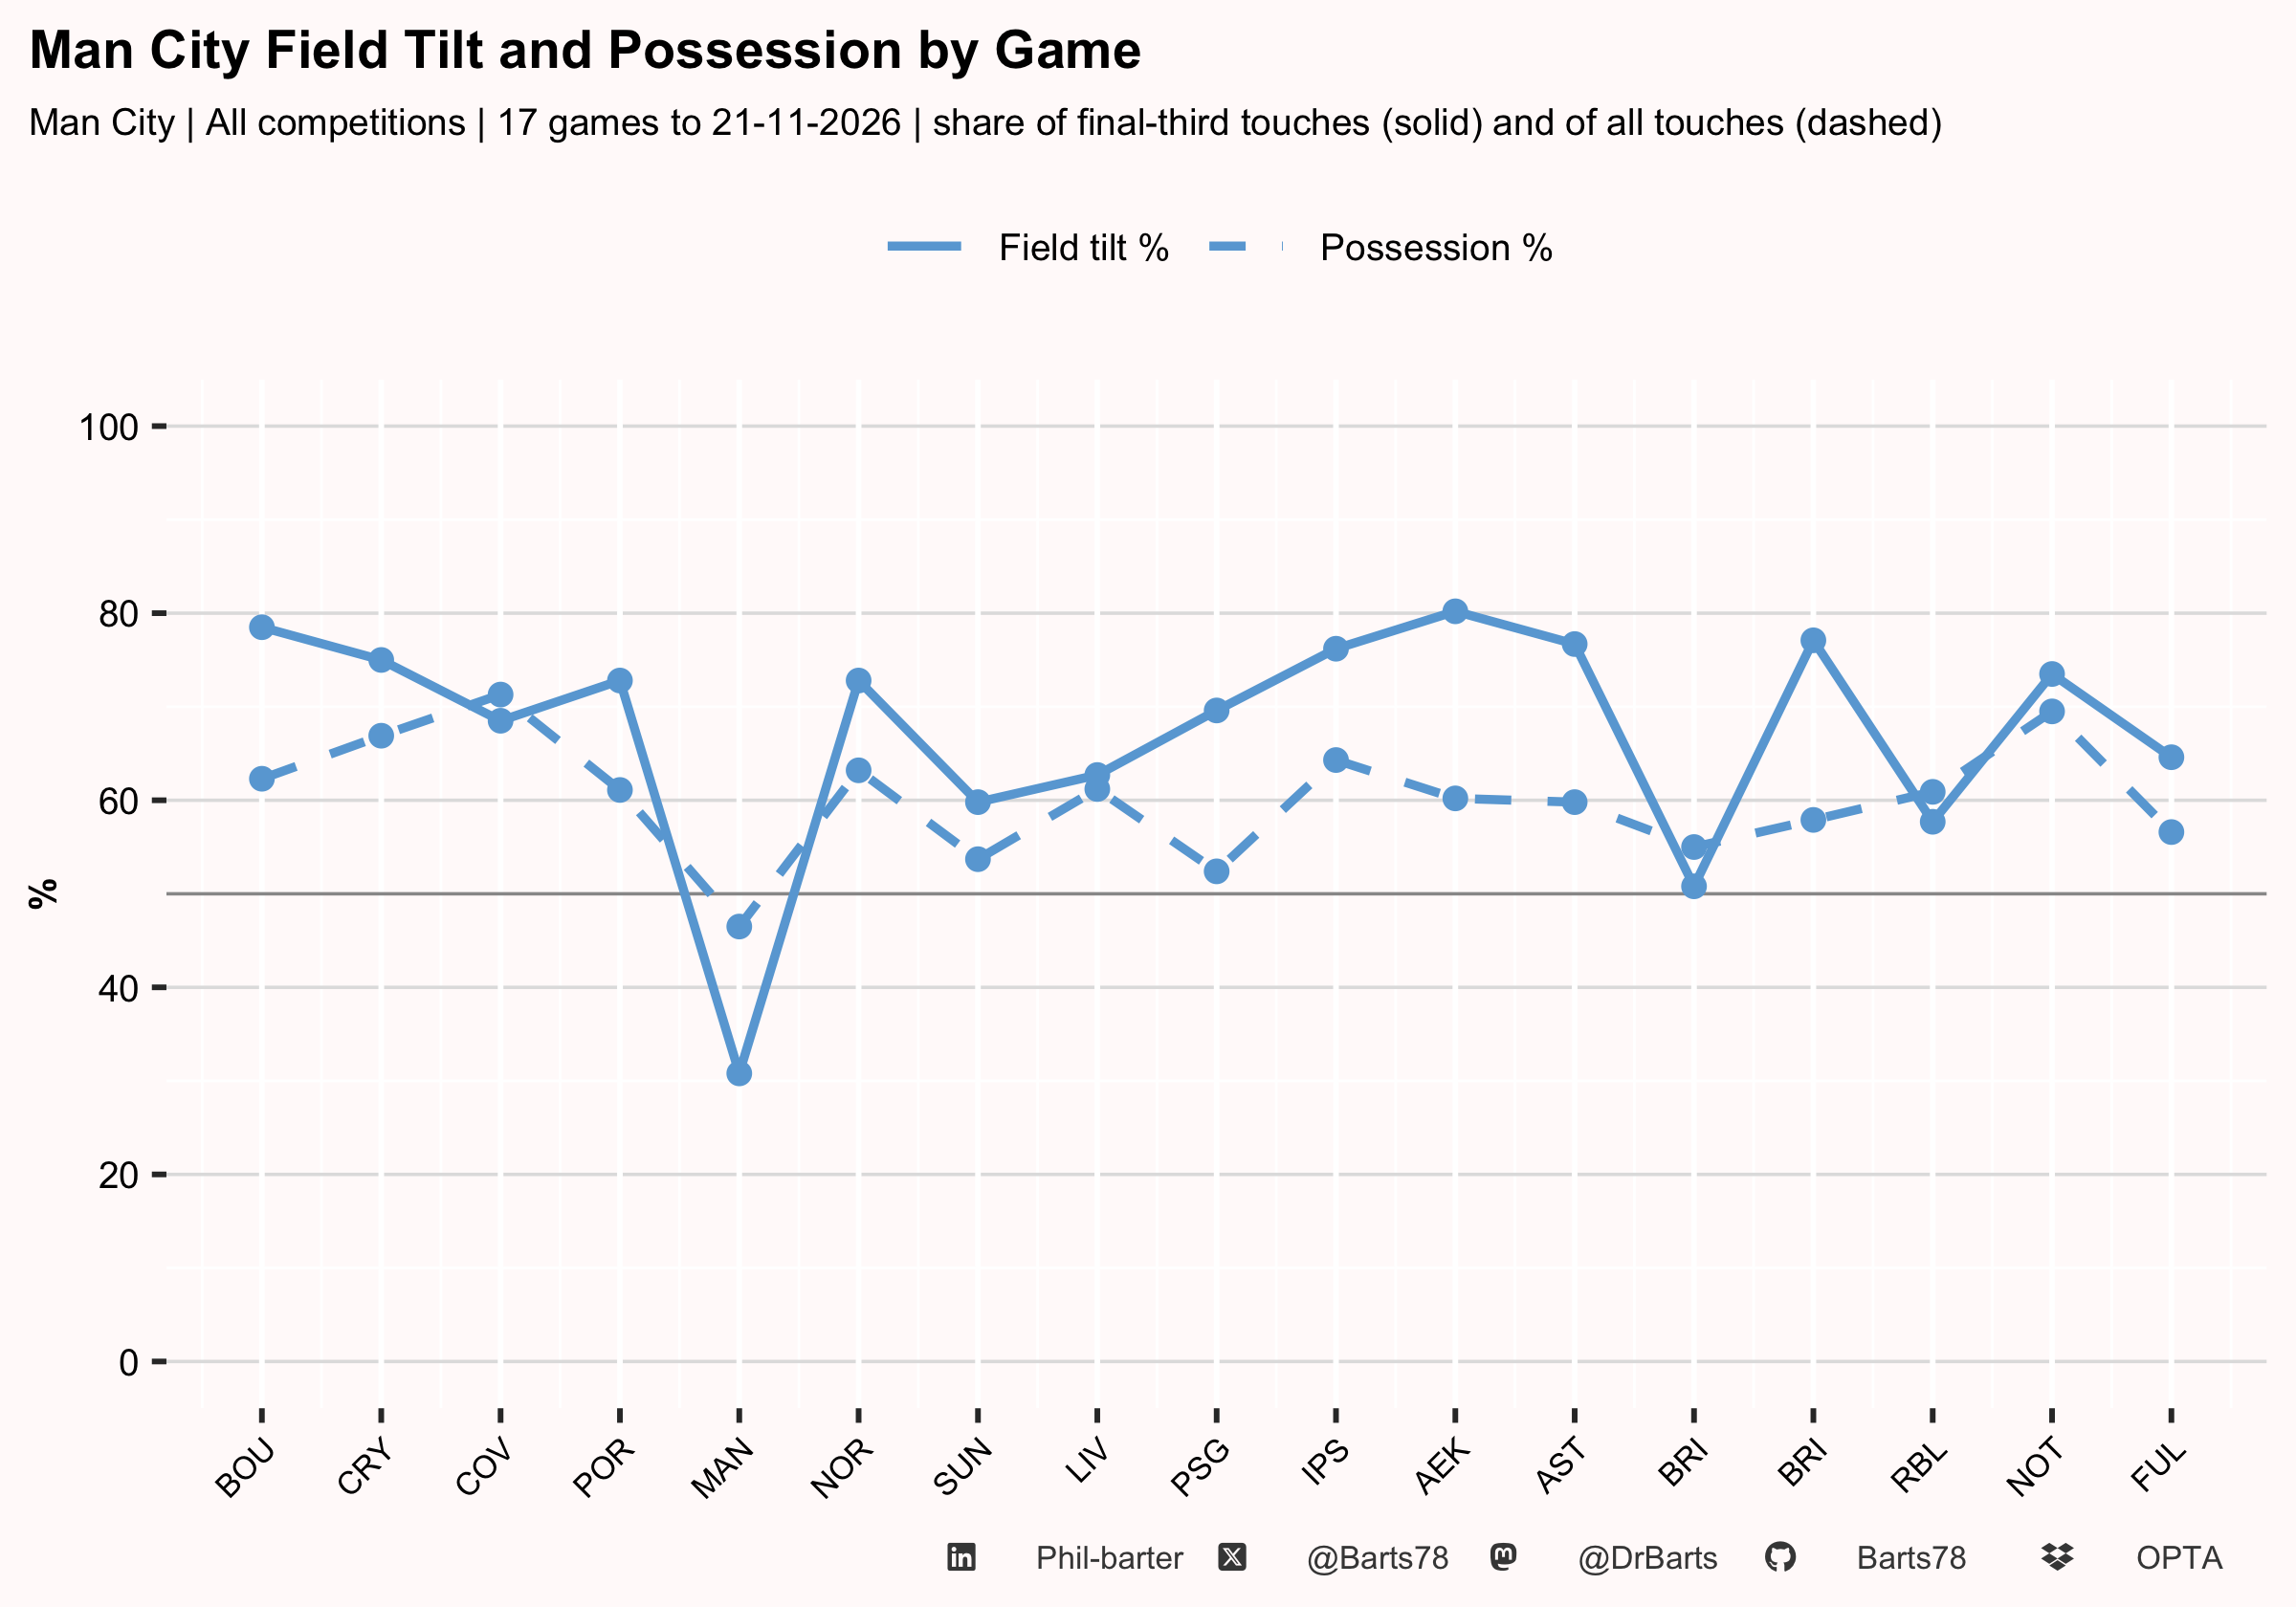 Man City Field Tilt and Possession by Game
Man City | All competitions | 17 games to 21-11-2026 | share of final-third touches (solid) and of all touches (dashed)
Field tilt % Possession %
100
80
60
40
20
0
%
BOU CRY COV POR MAN NOR SUN LIV PSG IPS AEK AST BRI BRI RBL NOT FUL
Phil-barter @Barts78 @DrBarts Barts78 OPTA